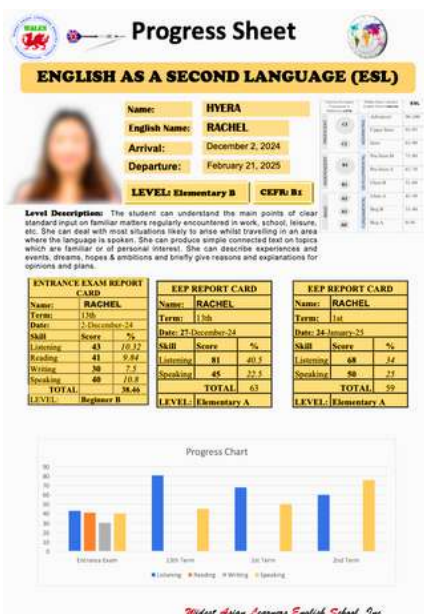 WALES
Progress Sheet
ENGLISH AS A SECOND LANGUAGE (ESL)
Name: HYERA
English Name: RACHEL
Arrival: December 2, 2024
Departure: February 21, 2025
LEVEL: Elementary B CEFR: B1
ESL
Level Description: The student can understand the main points of clear
standard input on familiar matters regularly encountered in work, school, leisure,
etc. She can deal with most situations likely to arise whilst travelling in an area
where the language is spoken. She can produce simple connected text on topics
which are familiar or of personal interest. She can describe experiences and
events, dreams, hopes & ambitions and briefly give reasons and explanations for
opinions and plans.
ENTRANCE EXAM REPORT
CARD
Name: RACHEL
Term: 13th
Date: 2-December-24
Skill Score %
Listening 43 10.32
Reading 41 9.84
Writing 30 7.5
Speaking 40 10.8
TOTAL 38.46
LEVEL: Beginner B
EEP REPORT CARD
Name: RACHEL
Term: 13th
Date: 27-December-24
Skill Score %
Listening 81 40.5
Speaking 45 22.5
TOTAL 63
LEVEL: Elementary A
EEP REPORT CARD
Name: RACHEL
Term: 1st
Date: 24-January-25
Skill Score %
Listening 68 34
Speaking 50 25
TOTAL 59
LEVEL: Elementary A
Progress Chart
90
80
70
60
50
40
30
20
10
0
Entrance Exam 13th Term 1st Term 2nd Term
Listening Reading Writing Speaking
Widest Asian Learners English School, Inc.